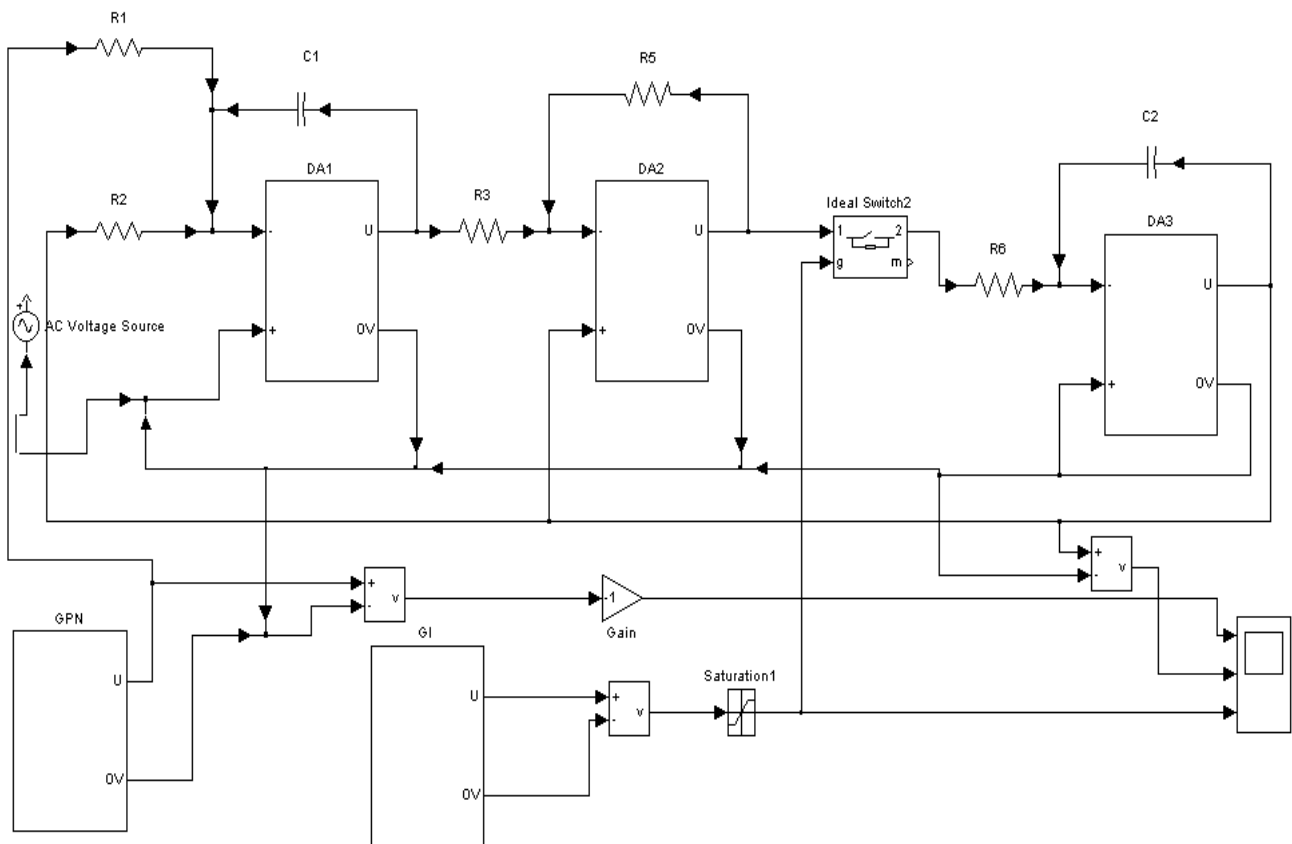 R1
C1
R5
C2
R2
DA1
R3
DA2
Ideal Switch2
DA3
-
U
-
U
1
2
g
m
R6
-
U
+
AC Voltage Source
+
0V
+
0V
+
0V
+
-
v
GPN
+
-
v
-1
Gain
GI
U
Saturation1
U
+
-
v
0V
0V